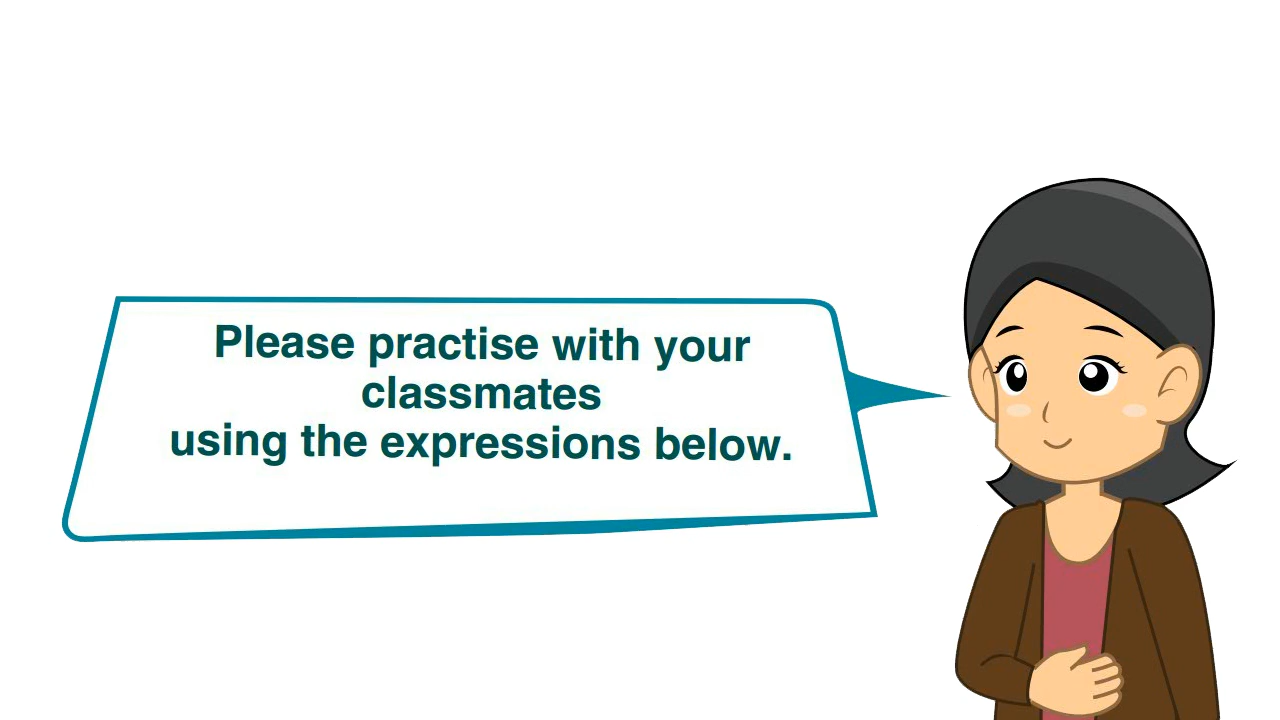 Please practise with your
classmates
using the expressions below.